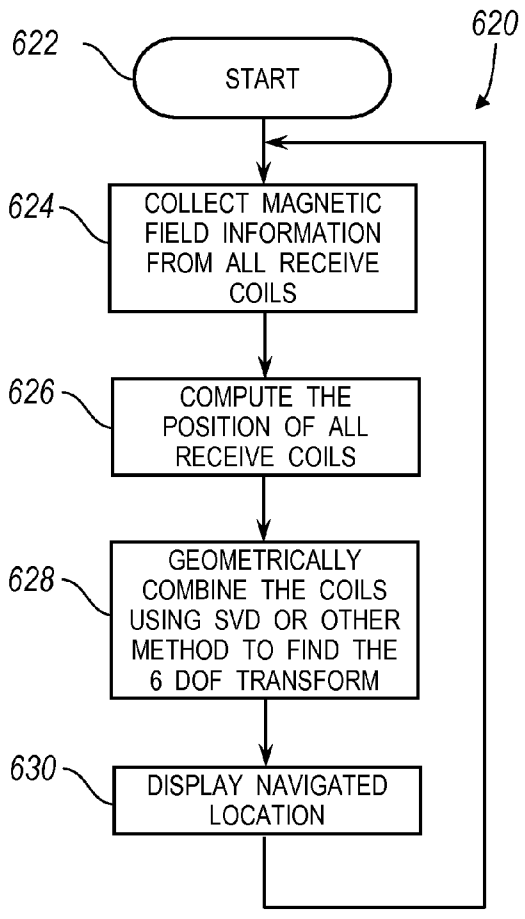 620
622
START
624
COLLECT MAGNETIC
FIELD INFORMATION
FROM ALL RECEIVE
COILS
626
COMPUTE THE
POSITION OF ALL
RECEIVE COILS
628
GEOMETRICALLY
COMBINE THE COILS
USING SVD OR OTHER
METHOD TO FIND THE
6 DOF TRANSFORM
630
DISPLAY NAVIGATED
LOCATION